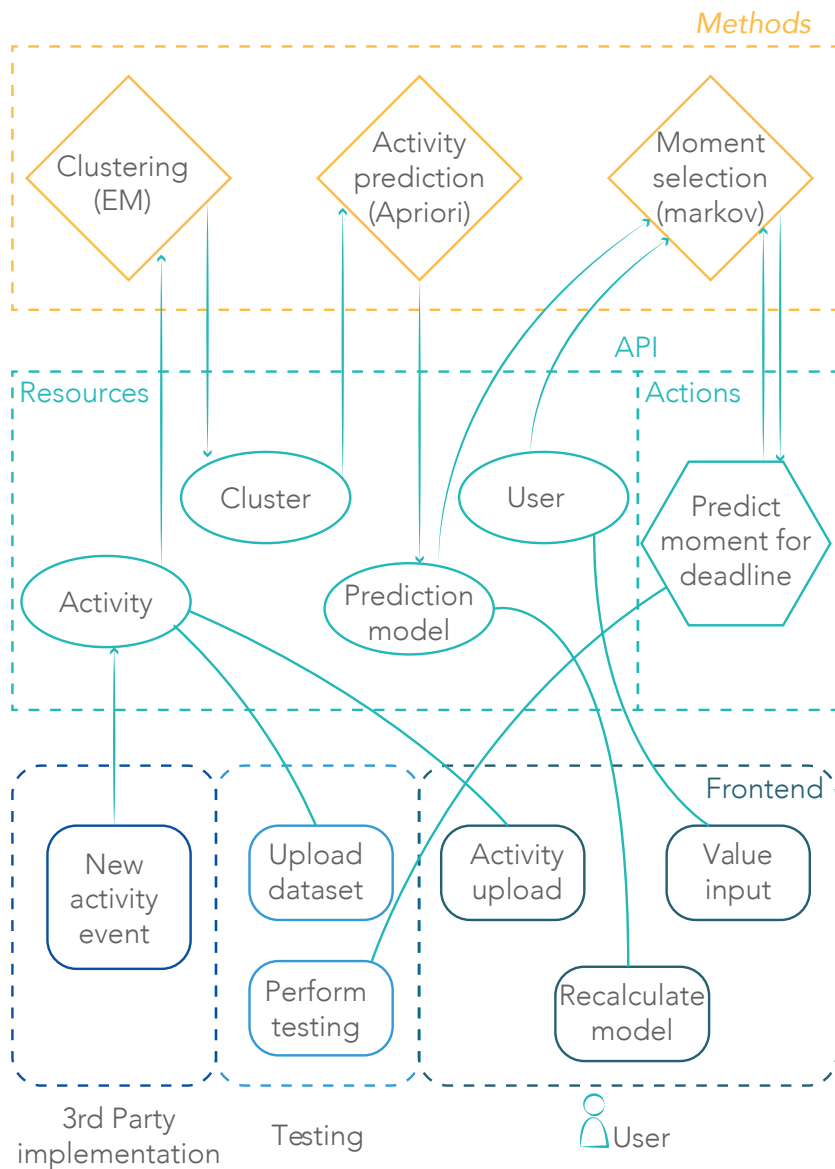 Methods
Clustering
(EM)
Activity
prediction
(Apriori)
Moment
selection
(markov)
API
Resources
Actions
Cluster
User
Predict
moment for
deadline
Activity
Prediction
model
Frontend
New
activity
event
Upload
dataset
Activity
upload
Value
input
Perform
testing
Recalculate
model
3rd Party
implementation
Testing
User